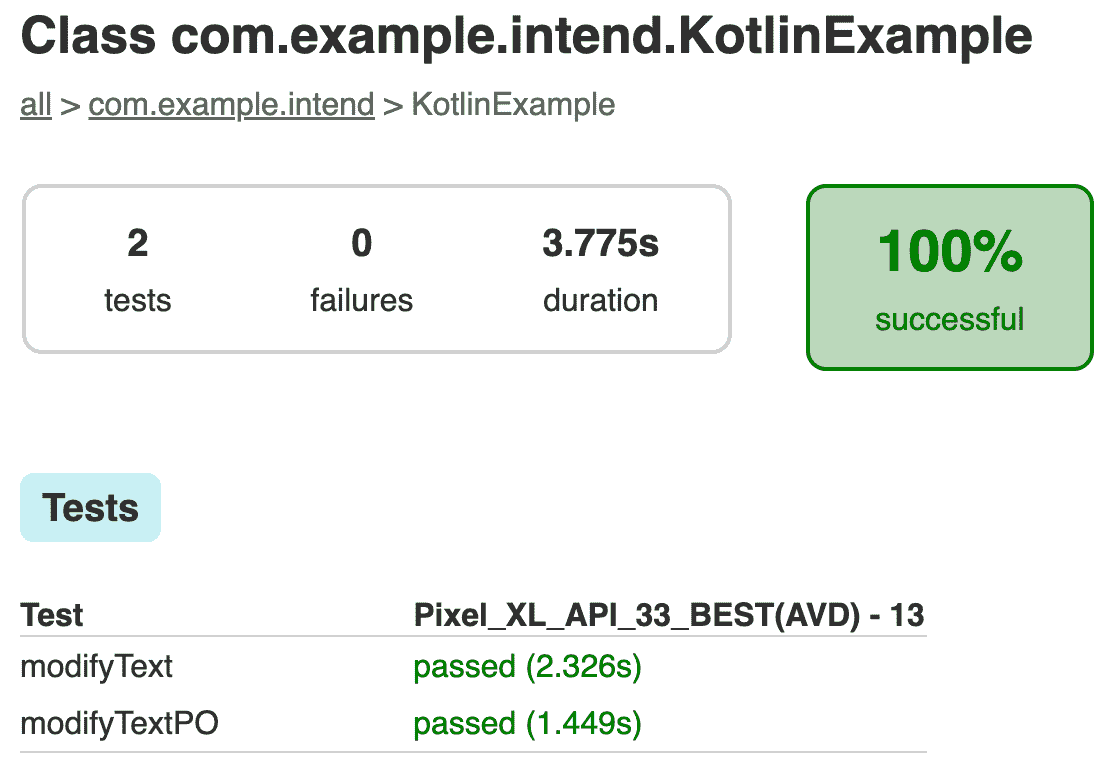 Class com.example.intend.KotlinExample
all > com.example.intend > KotlinExample
2 0 3.775s
tests failures duration
100%
successful
Tests
Test Pixel_XL_API_33_BEST(AVD) - 13
modifyText passed (2.326s)
modifyTextPO passed (1.449s)